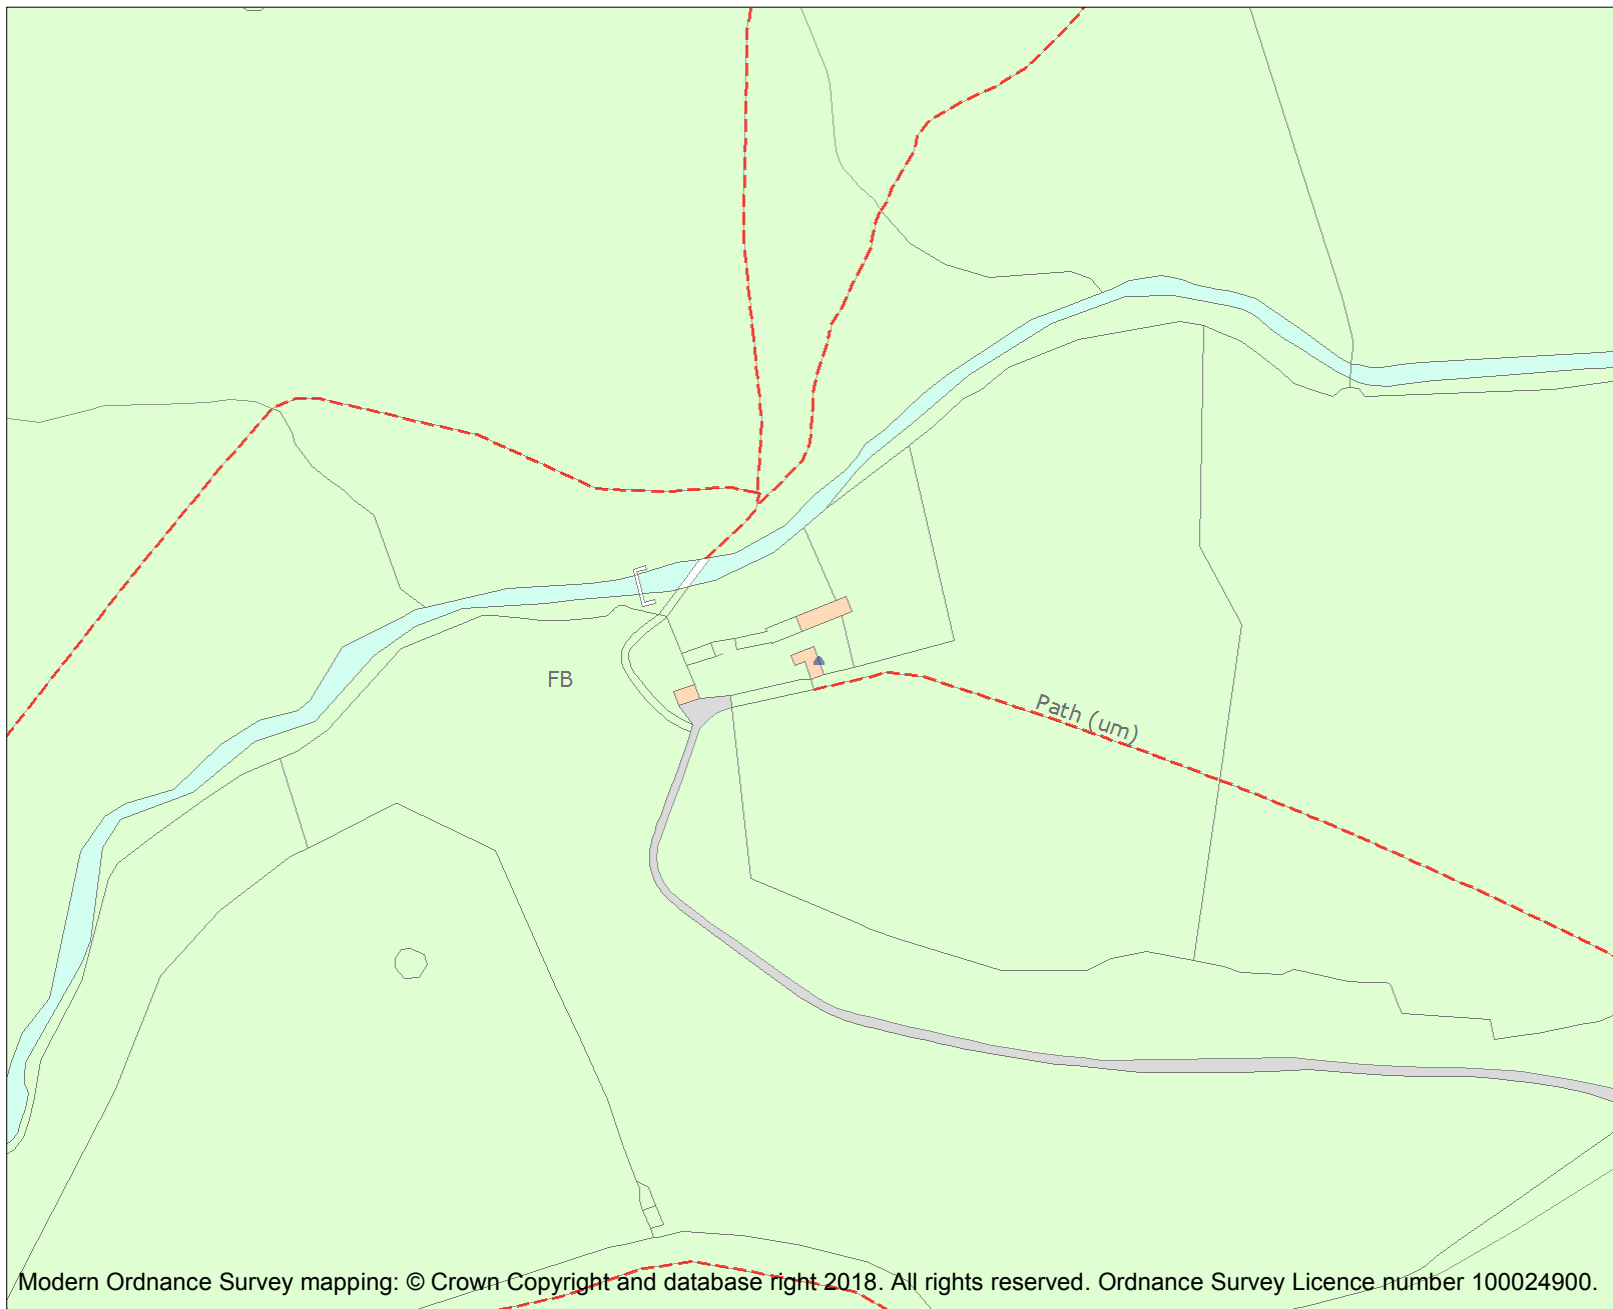 FB
Path (um)
Modern Ordnance Survey mapping: © Crown Copyright and database right 2018. All rights reserved. Ordnance Survey Licence number 100024900.